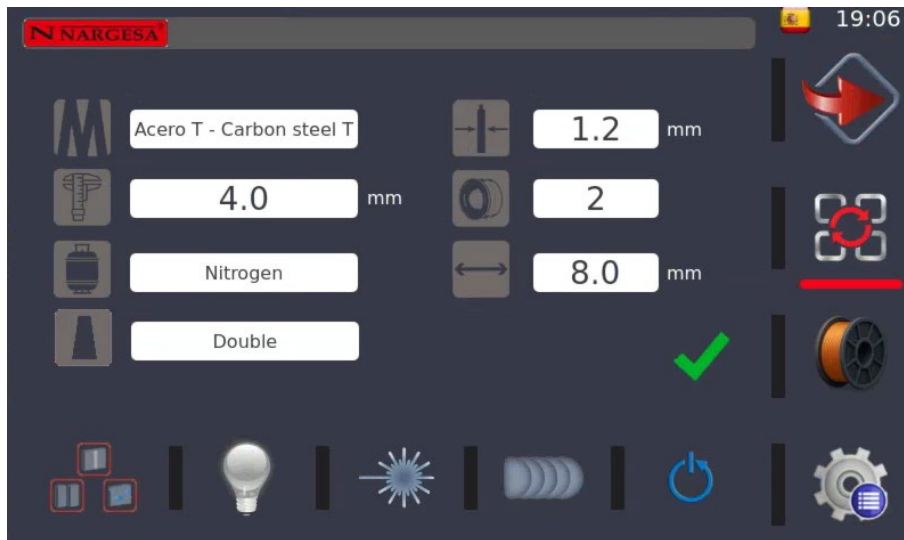 N NARGESA
19:06
Acero T - Carbon steel T
1.2 mm
4.0 mm
2
Nitrogen
8.0 mm
Double